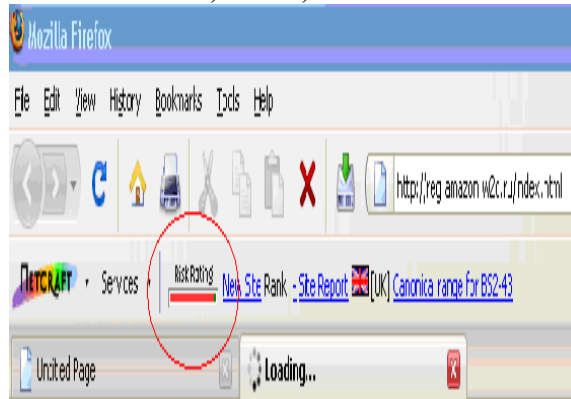 Mozilla Firefox
File Edit View History Bookmarks Tools Help
http://reg.amazon.w2c.ru/index.html
NETCRAFT Services Risk Rating New Site Rank - Site Report [UK] Canonical range for BS2-43
Untitled Page Loading...